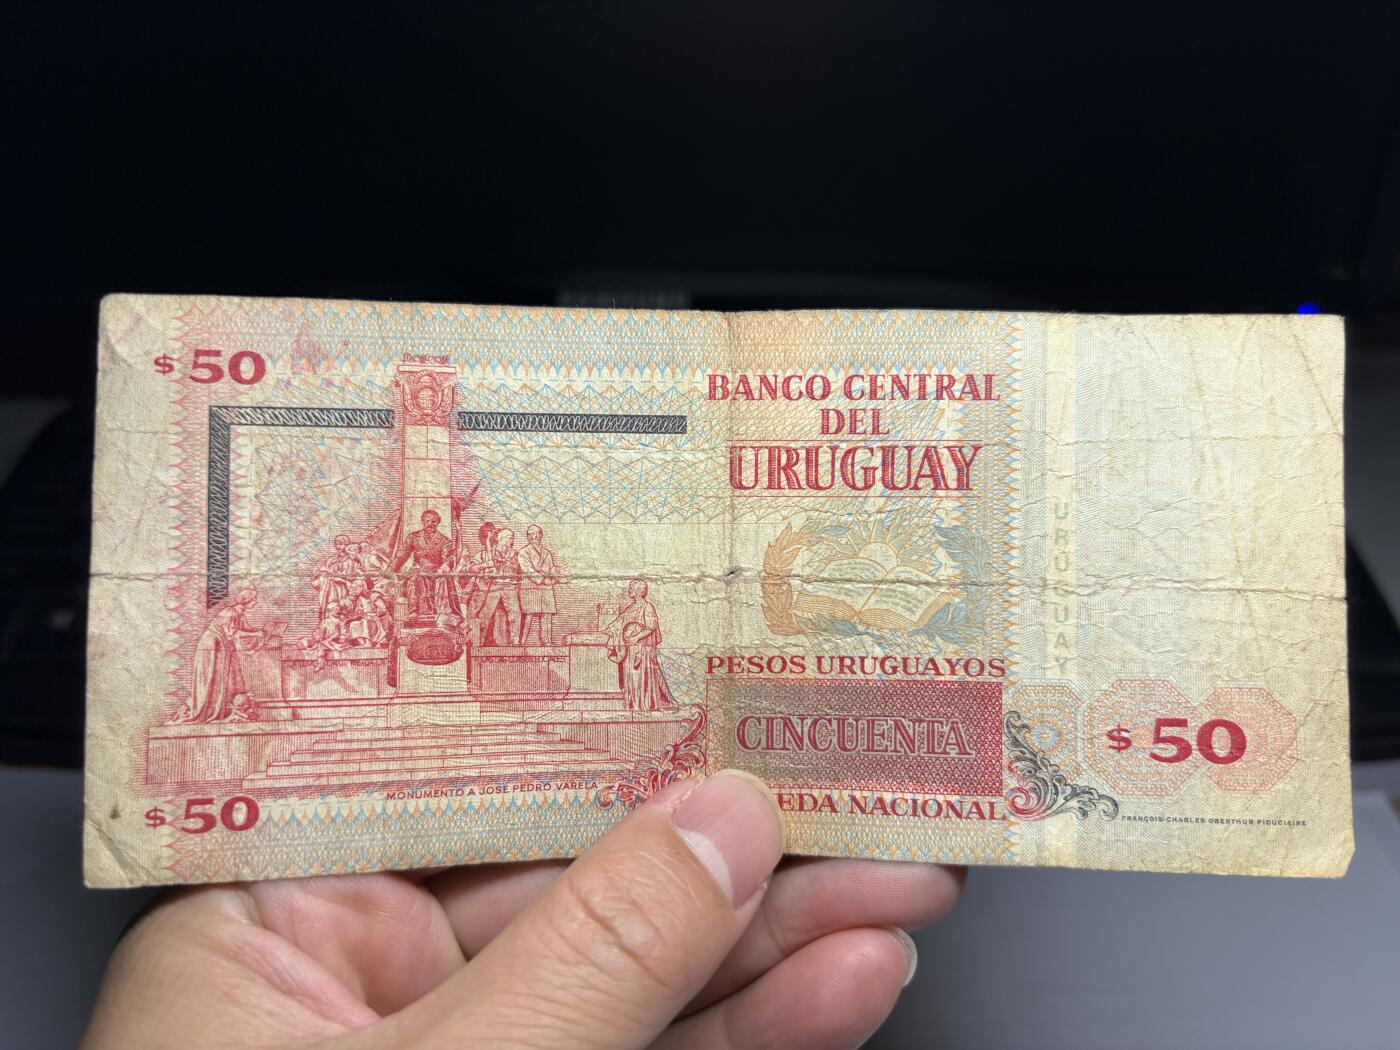 $ 50
BANCO CENTRAL
DEL
URUGUAY
URUGUAY
PESOS URUGUAYOS
CINCUENTA
$ 50
MONUMENTO A JOSE PEDRO VARELA
$ 50
EDA NACIONAL
FRANÇOIS-CHARLES OBERTHUR FIDUCIAIRE